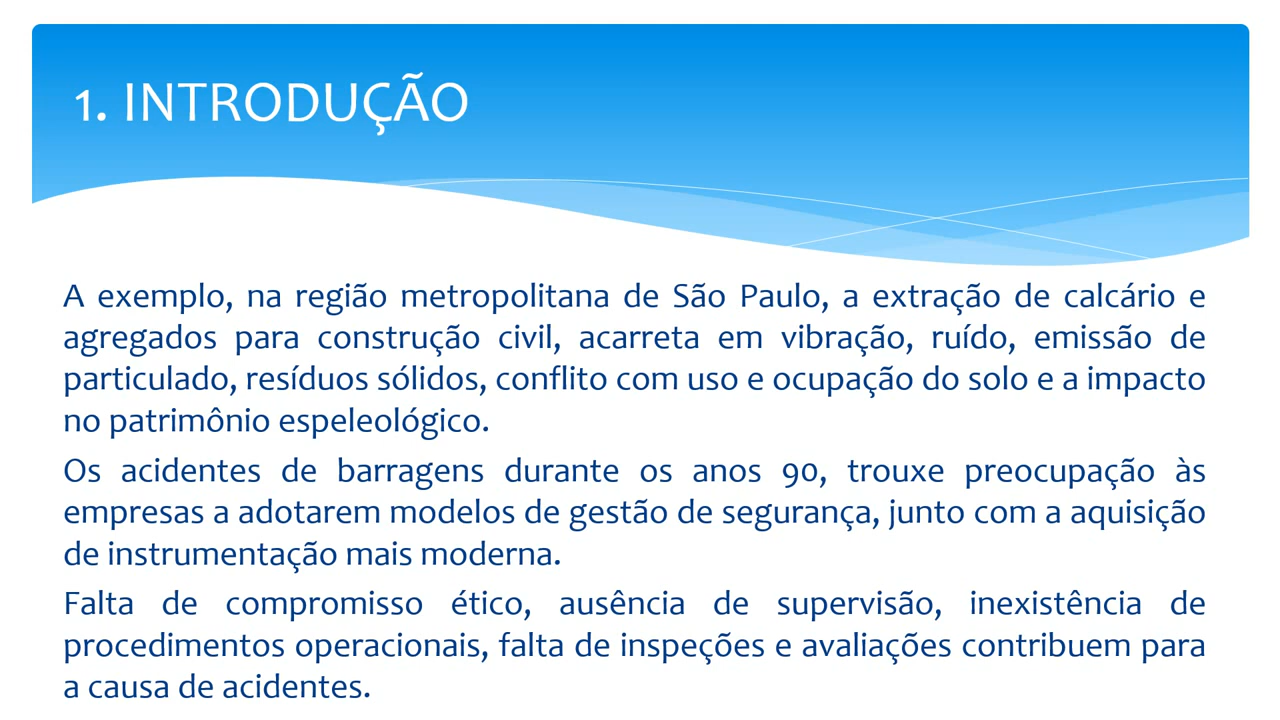 1. INTRODUÇÃO
A exemplo, na região metropolitana de São Paulo, a extração de calcário e
agregados para construção civil, acarreta em vibração, ruído, emissão de
particulado, resíduos sólidos, conflito com uso e ocupação do solo e a impacto
no patrimônio espeleológico.
Os acidentes de barragens durante os anos 90, trouxe preocupação às
empresas a adotarem modelos de gestão de segurança, junto com a aquisição
de instrumentação mais moderna.
Falta de compromisso ético, ausência de supervisão, inexistência de
procedimentos operacionais, falta de inspeções e avaliações contribuem para
a causa de acidentes.